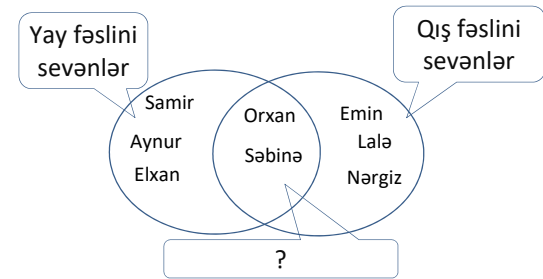 Yay fəslini
sevənlər
Qış fəslini
sevənlər
Samir
Aynur
Elxan
Orxan
Səbinə
Emin
Lalə
Nərgiz
?